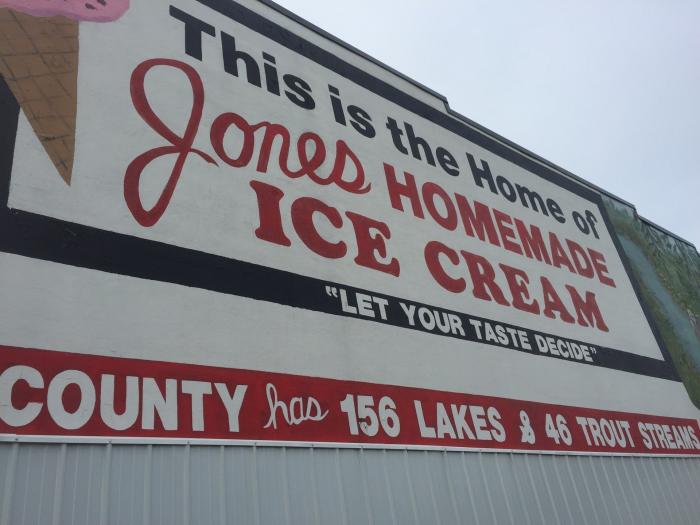 This is the Home of
Jones HOMEMADE
ICE CREAM
"LET YOUR TASTE DECIDE"
COUNTY has 156 LAKES & 46 TROUT STREAMS